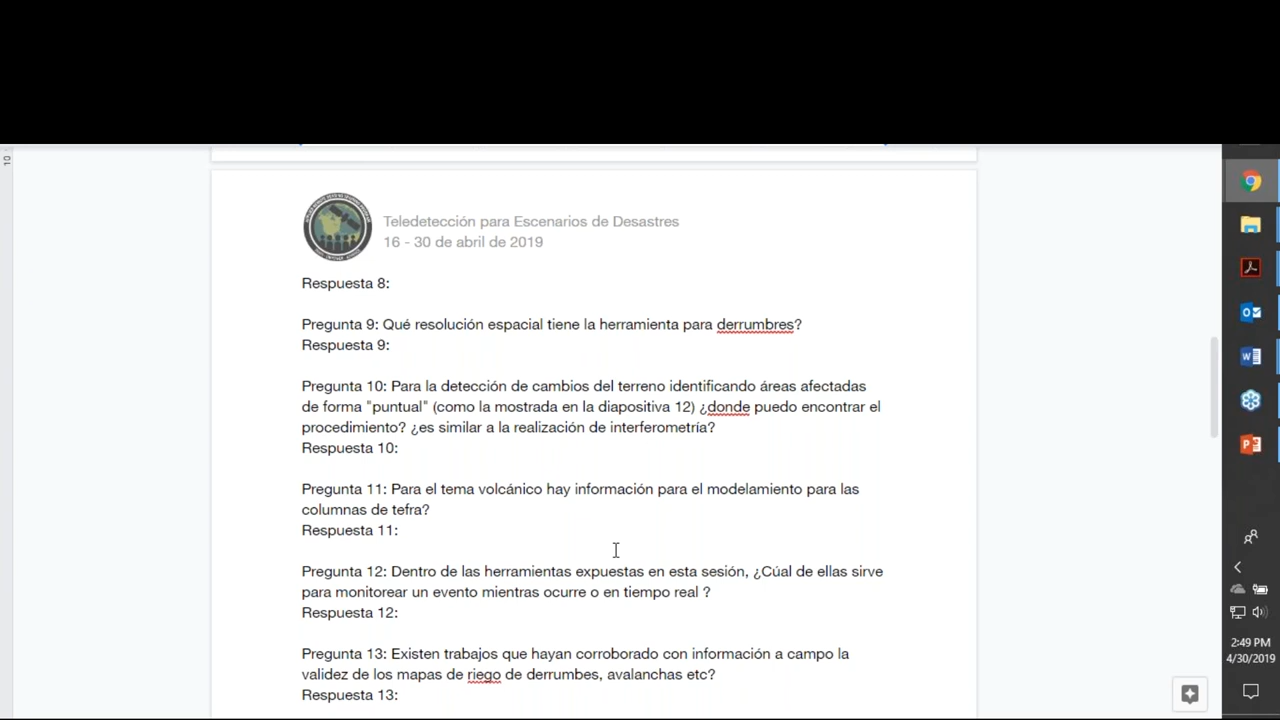 10
Teledetección para Escenarios de Desastres
16 - 30 de abril de 2019
Respuesta 8:
Pregunta 9: Qué resolución espacial tiene la herramienta para derrumbres?
Respuesta 9:
Pregunta 10: Para la detección de cambios del terreno identificando áreas afectadas
de forma "puntual" (como la mostrada en la diapositiva 12) ¿donde puedo encontrar el
procedimiento? ¿es similar a la realización de interferometría?
Respuesta 10:
Pregunta 11: Para el tema volcánico hay información para el modelamiento para las
columnas de tefra?
Respuesta 11:
Pregunta 12: Dentro de las herramientas expuestas en esta sesión, ¿Cúal de ellas sirve
para monitorear un evento mientras ocurre o en tiempo real ?
Respuesta 12:
Pregunta 13: Existen trabajos que hayan corroborado con información a campo la
validez de los mapas de riego de derrumbes, avalanchas etc?
Respuesta 13:
2:49 PM
4/30/2019